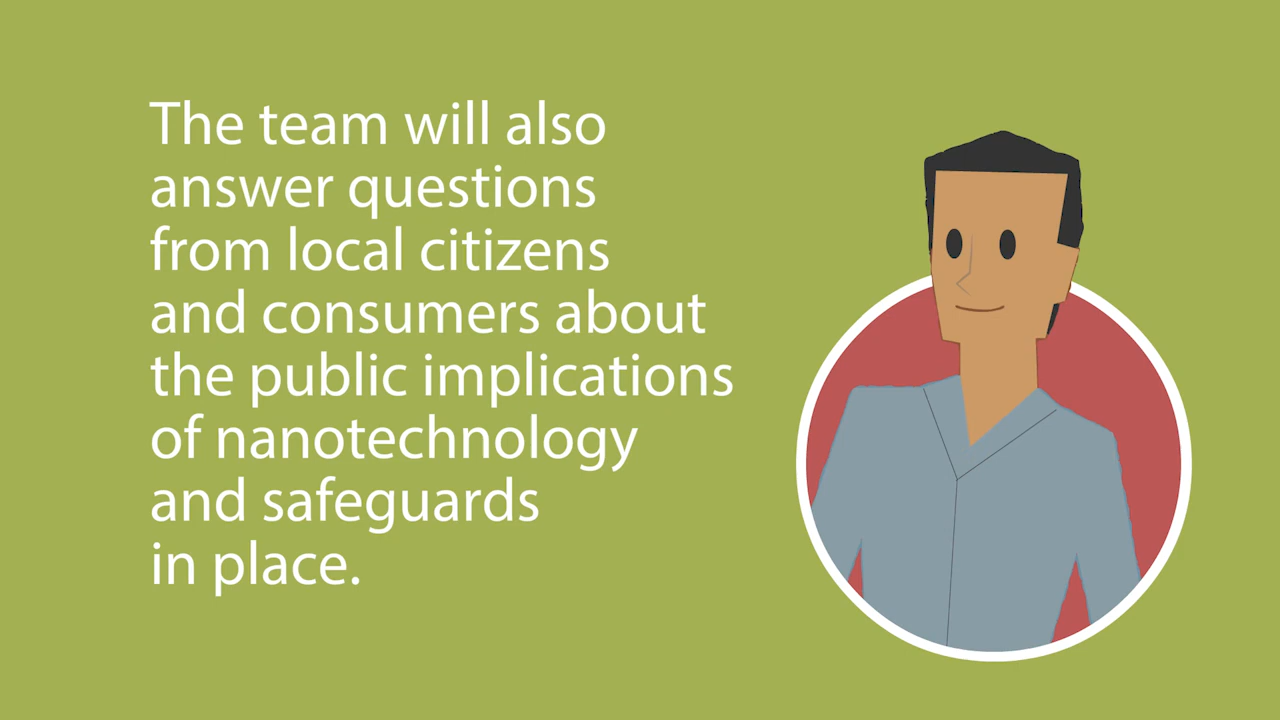 The team will also
answer questions
from local citizens
and consumers about
the public implications
of nanotechnology
and safeguards
in place.